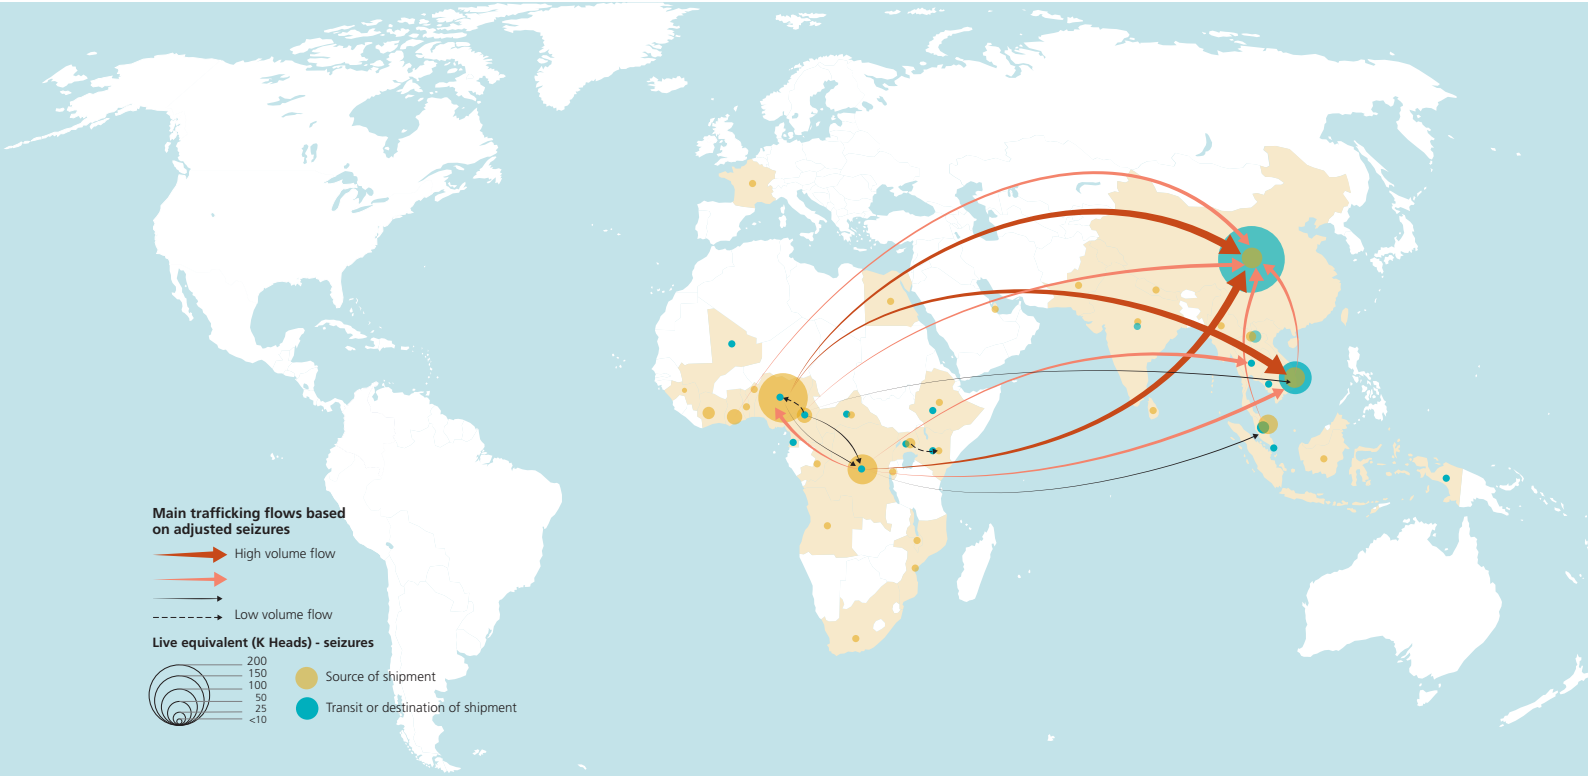 Main trafficking flows based
on adjusted seizures
High volume flow
Low volume flow
Live equivalent (K Heads) - seizures
200
150
100
50
25
<10
Source of shipment
Transit or destination of shipment